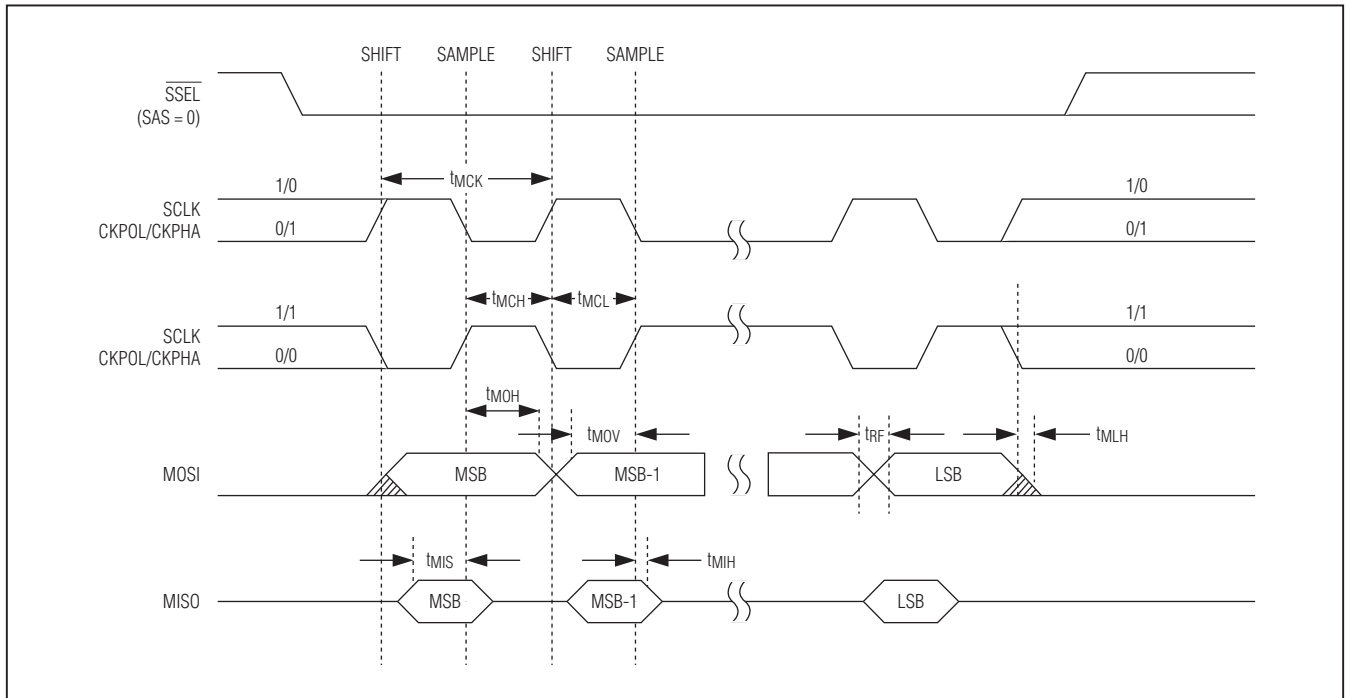 SHIFT SAMPLE SHIFT SAMPLE
SSEL
(SAS = 0)
tMCK
1/0 1/0
SCLK
CKPOL/CKPHA
0/1 0/1
tMCH tMCL
1/1 1/1
SCLK
CKPOL/CKPHA
0/0 0/0
tMOH
tMOV tRF tMLH
MOSI MSB MSB-1 LSB
tMIS tMIH
MISO MSB MSB-1 LSB